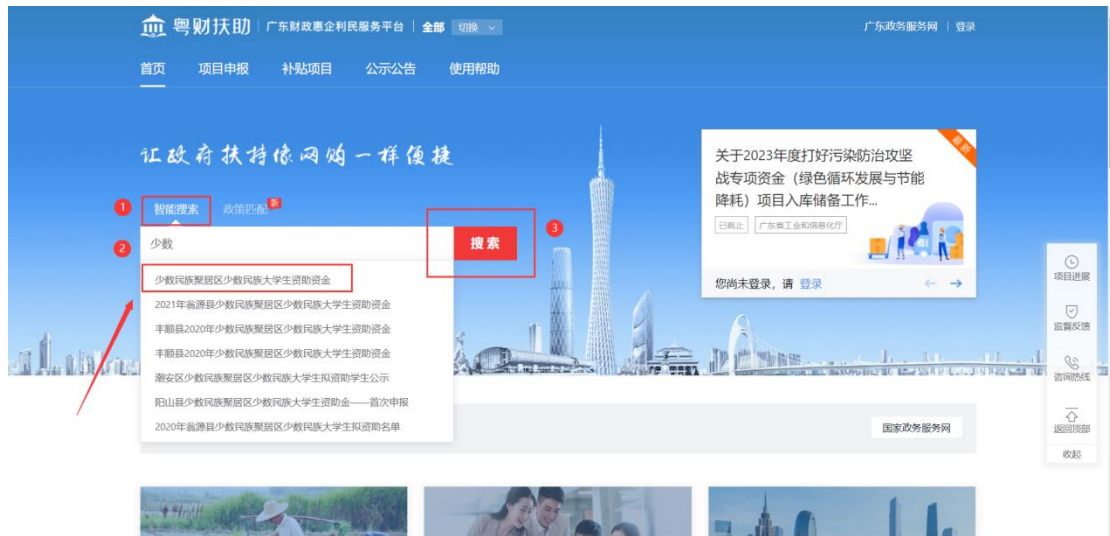 粤财扶助 广东财政惠企利民服务平台 全部 切换
广东政务服务网 登录
首页 项目申报 补贴项目 公示公告 使用帮助
让政府扶持像网购一样便捷
最新
关于2023年度打好污染防治攻坚
战专项资金（绿色循环发展与节能
降耗）项目入库储备工作...
已截止 广东省工业和信息化厅
您尚未登录，请 登录
1 智能搜索 政策匹配 新
2 少数 搜索 3
少数民族聚居区少数民族大学生资助资金
2021年翁源县少数民族聚居区少数民族大学生资助资金
丰顺县2020年少数民族聚居区少数民族大学生资助资金
丰顺县2020年少数民族聚居区少数民族大学生资助资金
潮安区少数民族聚居区少数民族大学生拟资助学生公示
阳山县少数民族聚居区少数民族大学生资助金——首次申报
2020年翁源县少数民族聚居区少数民族大学生拟资助名单
国家政务服务网
项目进展
监督反馈
咨询热线
返回顶部
收起